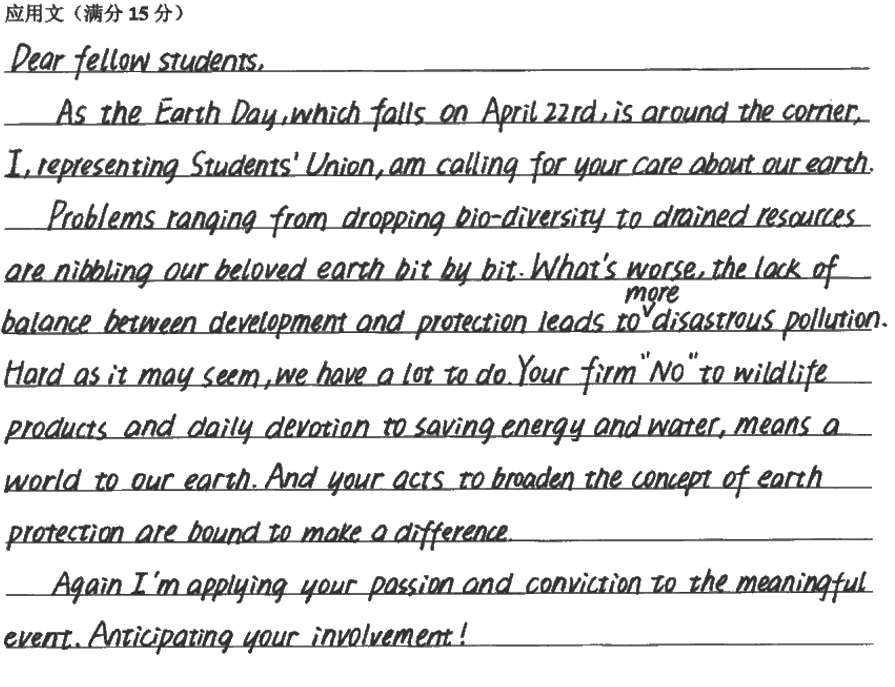 应用文（满分 15 分）
Dear fellow students,
As the Earth Day, which falls on April 22rd, is around the corner,
I, representing Students' Union, am calling for your care about our earth.
Problems ranging from dropping bio-diversity to drained resources
are nibbling our beloved earth bit by bit. What's worse, the lack of
more
balance between development and protection leads to disastrous pollution.
Hard as it may seem, we have a lot to do. Your firm "No" to wildlife
products and daily devotion to saving energy and water, means a
world to our earth. And your acts to broaden the concept of earth
protection are bound to make a difference.
Again I'm applying your passion and conviction to the meaningful
event. Anticipating your involvement!